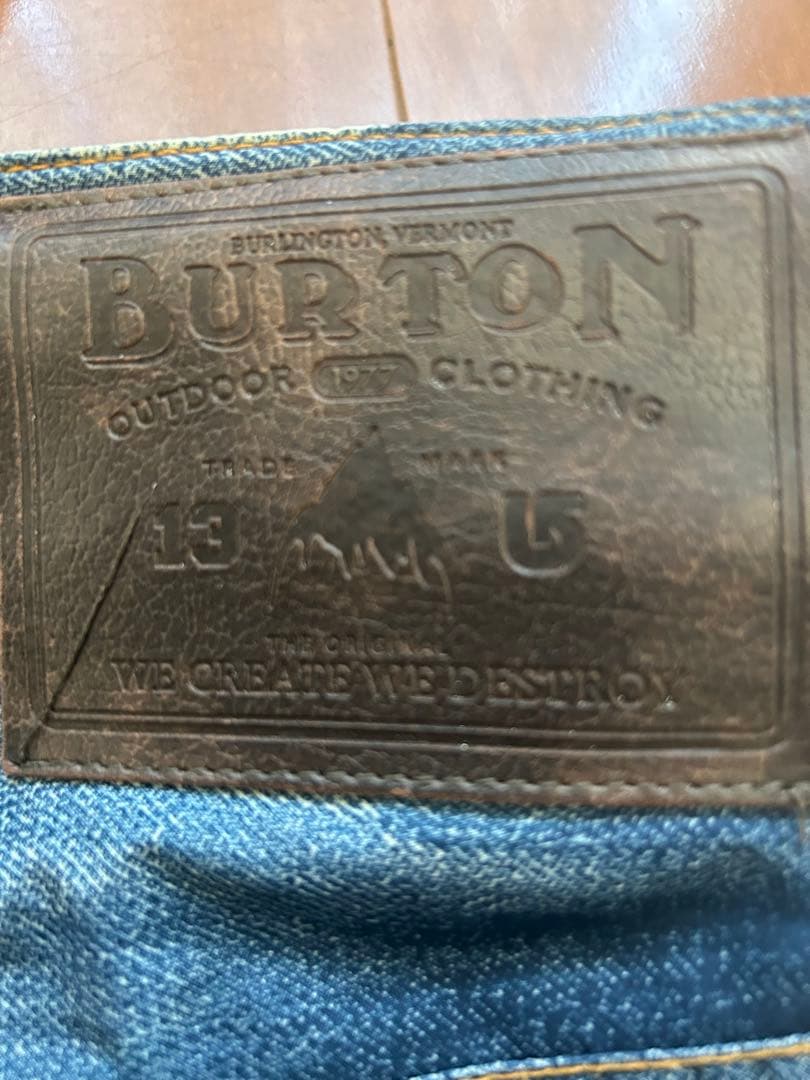 BURLINGTON, VERMONT
BURTON
OUTDOOR 1977 CLOTHING
TRADE MARK
13
THE ORIGINAL
WE CREATE WE DESTROY